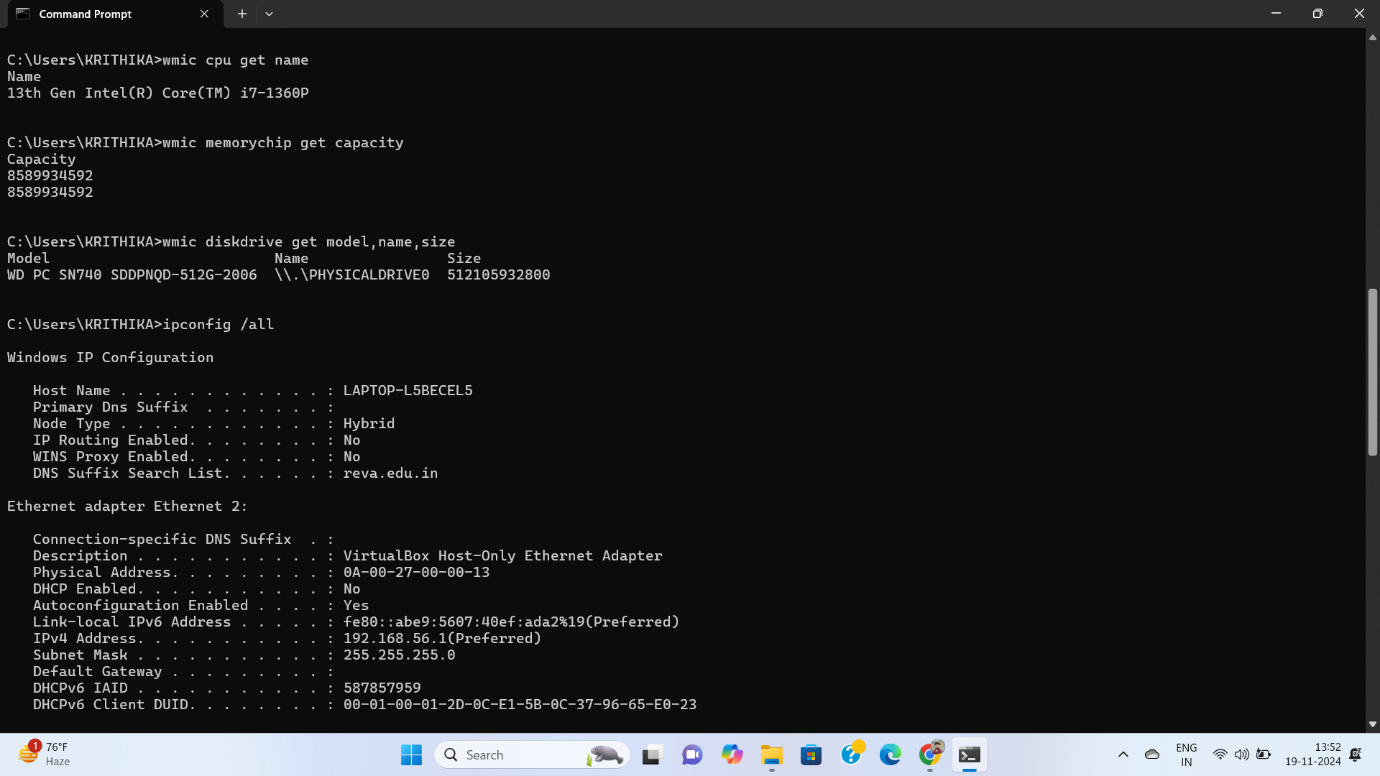 Command Prompt
C:\Users\KRITHIKA>wmic cpu get name
Name
13th Gen Intel(R) Core(TM) i7-1360P
C:\Users\KRITHIKA>wmic memorychip get capacity
Capacity
8589934592
8589934592
C:\Users\KRITHIKA>wmic diskdrive get model,name,size
Model Name Size
WD PC SN740 SDDPNQD-512G-2006 \\.\PHYSICALDRIVE0 512105932800
C:\Users\KRITHIKA>ipconfig /all
Windows IP Configuration
Host Name . . . . . . . . . . . . : LAPTOP-L5BECEL5
Primary Dns Suffix . . . . . . . :
Node Type . . . . . . . . . . . . : Hybrid
IP Routing Enabled. . . . . . . . : No
WINS Proxy Enabled. . . . . . . . : No
DNS Suffix Search List. . . . . . : reva.edu.in
Ethernet adapter Ethernet 2:
Connection-specific DNS Suffix . :
Description . . . . . . . . . . . : VirtualBox Host-Only Ethernet Adapter
Physical Address. . . . . . . . . : 0A-00-27-00-00-13
DHCP Enabled. . . . . . . . . . . : No
Autoconfiguration Enabled . . . . : Yes
Link-local IPv6 Address . . . . . : fe80::abe9:5607:40ef:ada2%19(Preferred)
IPv4 Address. . . . . . . . . . . : 192.168.56.1(Preferred)
Subnet Mask . . . . . . . . . . . : 255.255.255.0
Default Gateway . . . . . . . . . :
DHCPv6 IAID . . . . . . . . . . . : 587857959
DHCPv6 Client DUID. . . . . . . . : 00-01-00-01-2D-0C-E1-5B-0C-37-96-65-E0-23
1
76°F
Haze
Search
ENG
IN
13:52
19-11-2024